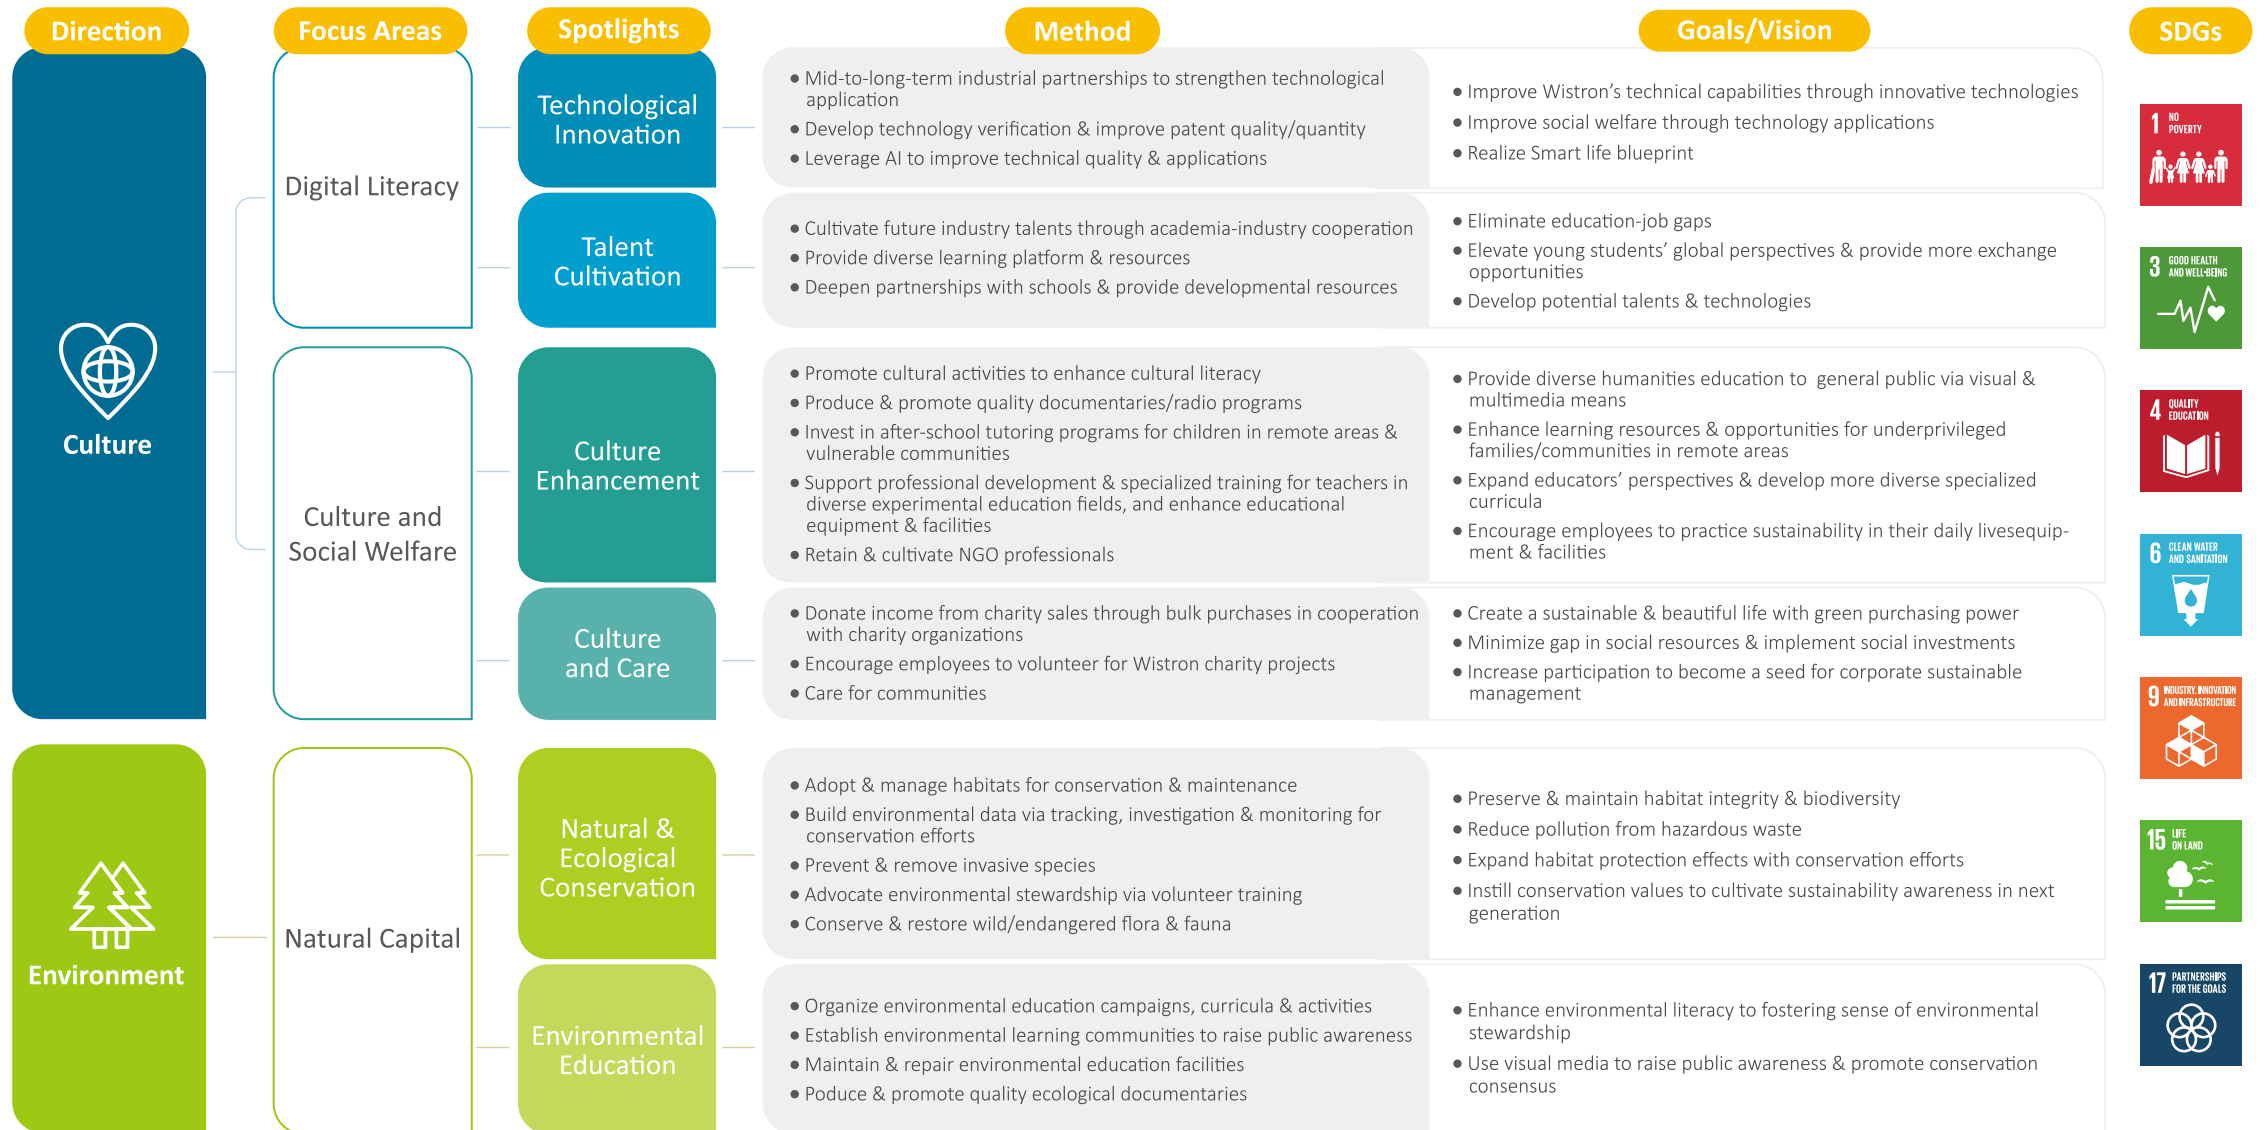 Direction
Focus Areas
Spotlights
Method
Goals/Vision
SDGs
Culture
Digital Literacy
Technological
Innovation
● Mid-to-long-term industrial partnerships to strengthen technological
application
● Develop technology verification & improve patent quality/quantity
● Leverage AI to improve technical quality & applications
● Improve Wistron’s technical capabilities through innovative technologies
● Improve social welfare through technology applications
● Realize Smart life blueprint
Talent
Cultivation
● Cultivate future industry talents through academia-industry cooperation
● Provide diverse learning platform & resources
● Deepen partnerships with schools & provide developmental resources
● Eliminate education-job gaps
● Elevate young students’ global perspectives & provide more exchange
opportunities
● Develop potential talents & technologies
Culture and
Social Welfare
Culture
Enhancement
● Promote cultural activities to enhance cultural literacy
● Produce & promote quality documentaries/radio programs
● Invest in after-school tutoring programs for children in remote areas &
vulnerable communities
● Support professional development & specialized training for teachers in
diverse experimental education fields, and enhance educational
equipment & facilities
● Retain & cultivate NGO professionals
● Provide diverse humanities education to  general public via visual &
multimedia means
● Enhance learning resources & opportunities for underprivileged
families/communities in remote areas
● Expand educators’ perspectives & develop more diverse specialized
curricula
● Encourage employees to practice sustainability in their daily livesequip-
ment & facilities
Culture
and Care
● Donate income from charity sales through bulk purchases in cooperation
with charity organizations
● Encourage employees to volunteer for Wistron charity projects
● Care for communities
● Create a sustainable & beautiful life with green purchasing power
● Minimize gap in social resources & implement social investments
● Increase participation to become a seed for corporate sustainable
management
Environment
Natural Capital
Natural &
Ecological
Conservation
● Adopt & manage habitats for conservation & maintenance
● Build environmental data via tracking, investigation & monitoring for
conservation efforts
● Prevent & remove invasive species
● Advocate environmental stewardship via volunteer training
● Conserve & restore wild/endangered flora & fauna
● Preserve & maintain habitat integrity & biodiversity
● Reduce pollution from hazardous waste
● Expand habitat protection effects with conservation efforts
● Instill conservation values to cultivate sustainability awareness in next
generation
Environmental
Education
● Organize environmental education campaigns, curricula & activities
● Establish environmental learning communities to raise public awareness
● Maintain & repair environmental education facilities
● Poduce & promote quality ecological documentaries
● Enhance environmental literacy to fostering sense of environmental
stewardship
● Use visual media to raise public awareness & promote conservation
consensus
1 NO
POVERTY
3 GOOD HEALTH
AND WELL-BEING
4 QUALITY
EDUCATION
6 CLEAN WATER
AND SANITATION
9 INDUSTRY, INNOVATION
AND INFRASTRUCTURE
15 LIFE
ON LAND
17 PARTNERSHIPS
FOR THE GOALS